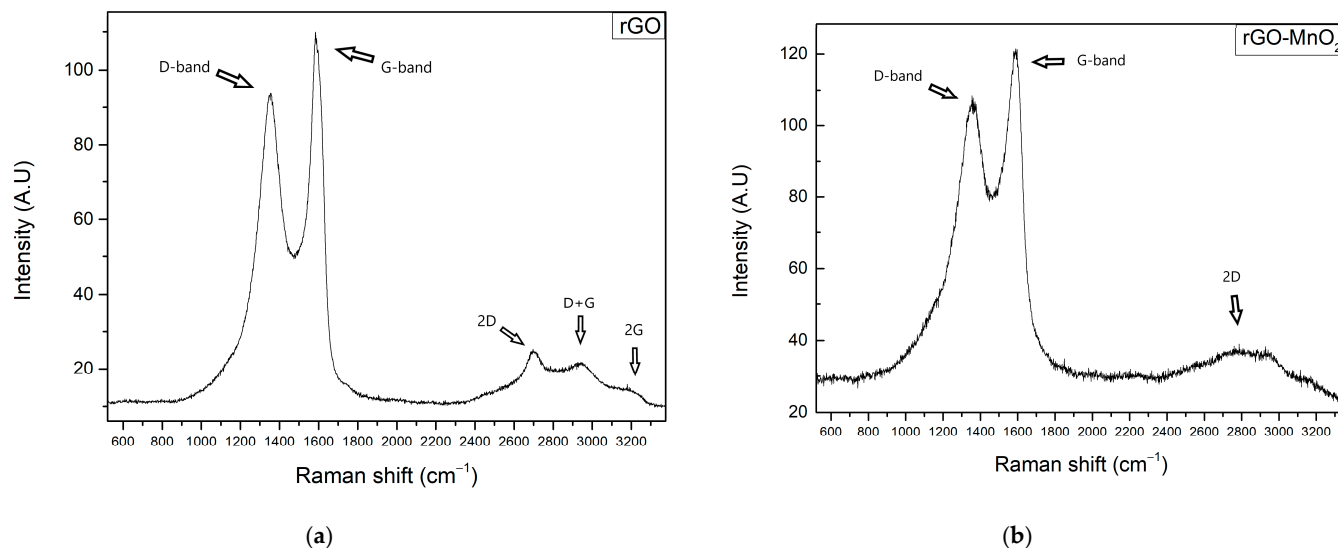 rGO
D-band
G-band
2D
D+G
2G
Intensity (A.U)
100
80
60
40
20
600 800 1000 1200 1400 1600 1800 2000 2200 2400 2600 2800 3000 3200
Raman shift (cm⁻¹)
(a)
rGO-MnO₂
D-band
G-band
2D
Intensity (A.U)
120
100
80
60
40
20
600 800 1000 1200 1400 1600 1800 2000 2200 2400 2600 2800 3000 3200
Raman shift (cm⁻¹)
(b)